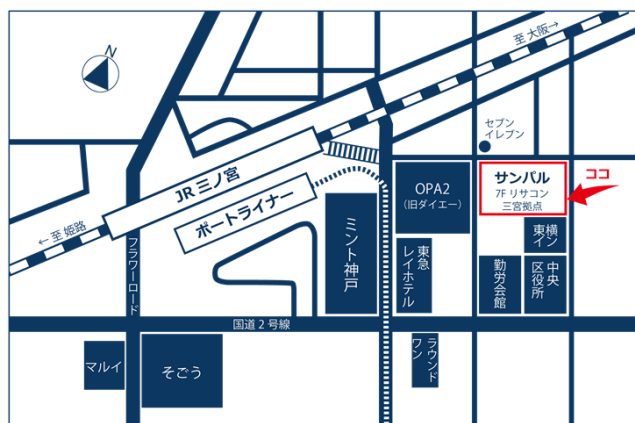 N
至 大阪→
セブン
イレブン
JR 三ノ宮
ポートライナー
←至 姫路
フラワーロード
ミント神戸
OPA2
(旧ダイエー)
サンパル
7F リサコン
三宮拠点
ココ
東横
イン
東急
レイホテル
勤労会館
中央
区役所
国道2号線
マルイ
そごう
ラウンド
ワン